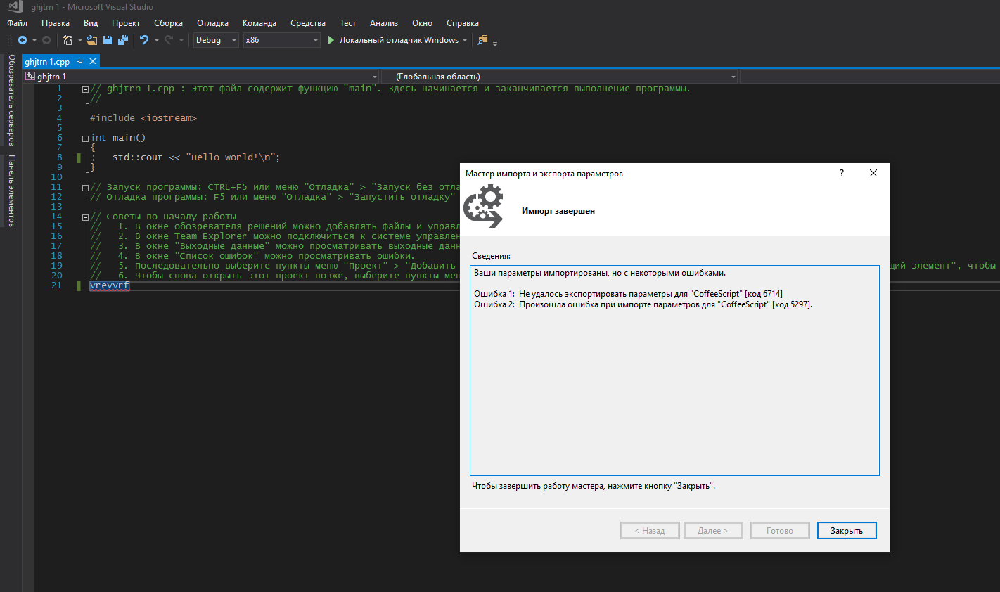 ghjtrn 1 - Microsoft Visual Studio
Файл Правка Вид Проект Сборка Отладка Команда Средства Тест Анализ Окно Справка
Debug x86 Локальный отладчик Windows
Обозреватель серверов
Панель элементов
ghjtrn 1.cpp
ghjtrn 1 (Глобальная область)
1 // ghjtrn 1.cpp : Этот файл содержит функцию "main". Здесь начинается и заканчивается выполнение программы.
2 //
3
4 #include <iostream>
5
6 int main()
7 {
8 std::cout << "Hello World!\n";
9 }
10
11 // Запуск программы: CTRL+F5 или меню "Отладка" > "Запуск без отла
12 // Отладка программы: F5 или меню "Отладка" > "Запустить отладку"
13
14 // Советы по началу работы
15 // 1. В окне обозревателя решений можно добавлять файлы и управл
16 // 2. В окне Team Explorer можно подключиться к системе управлен
17 // 3. В окне "Выходные данные" можно просматривать выходные данн
18 // 4. В окне "Список ошибок" можно просматривать ошибки.
19 // 5. Последовательно выберите пункты меню "Проект" > "Добавить щий элемент", чтобы
20 // 6. Чтобы снова открыть этот проект позже, выберите пункты мен
21 vrevvrf
Мастер импорта и экспорта параметров ?
Импорт завершен
Сведения:
Ваши параметры импортированы, но с некоторыми ошибками.
Ошибка 1: Не удалось экспортировать параметры для "CoffeeScript" [код 6714]
Ошибка 2: Произошла ошибка при импорте параметров для "CoffeeScript" [код 5297].
Чтобы завершить работу мастера, нажмите кнопку "Закрыть".
< Назад Далее > Готово Закрыть